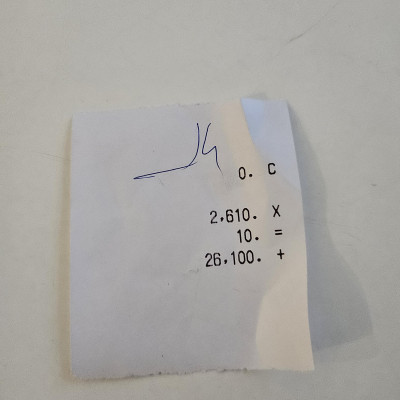 0. C
2,610. X
10. =
26,100. +